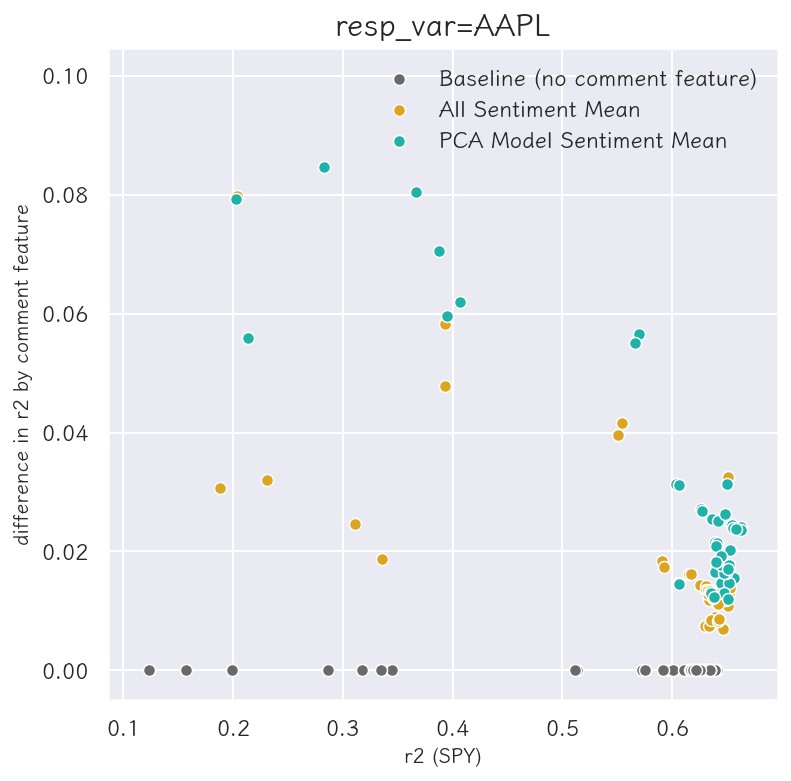 resp_var=AAPL
Baseline (no comment feature)
All Sentiment Mean
PCA Model Sentiment Mean
difference in r2 by comment feature
0.10
0.08
0.06
0.04
0.02
0.00
0.1 0.2 0.3 0.4 0.5 0.6
r2 (SPY)